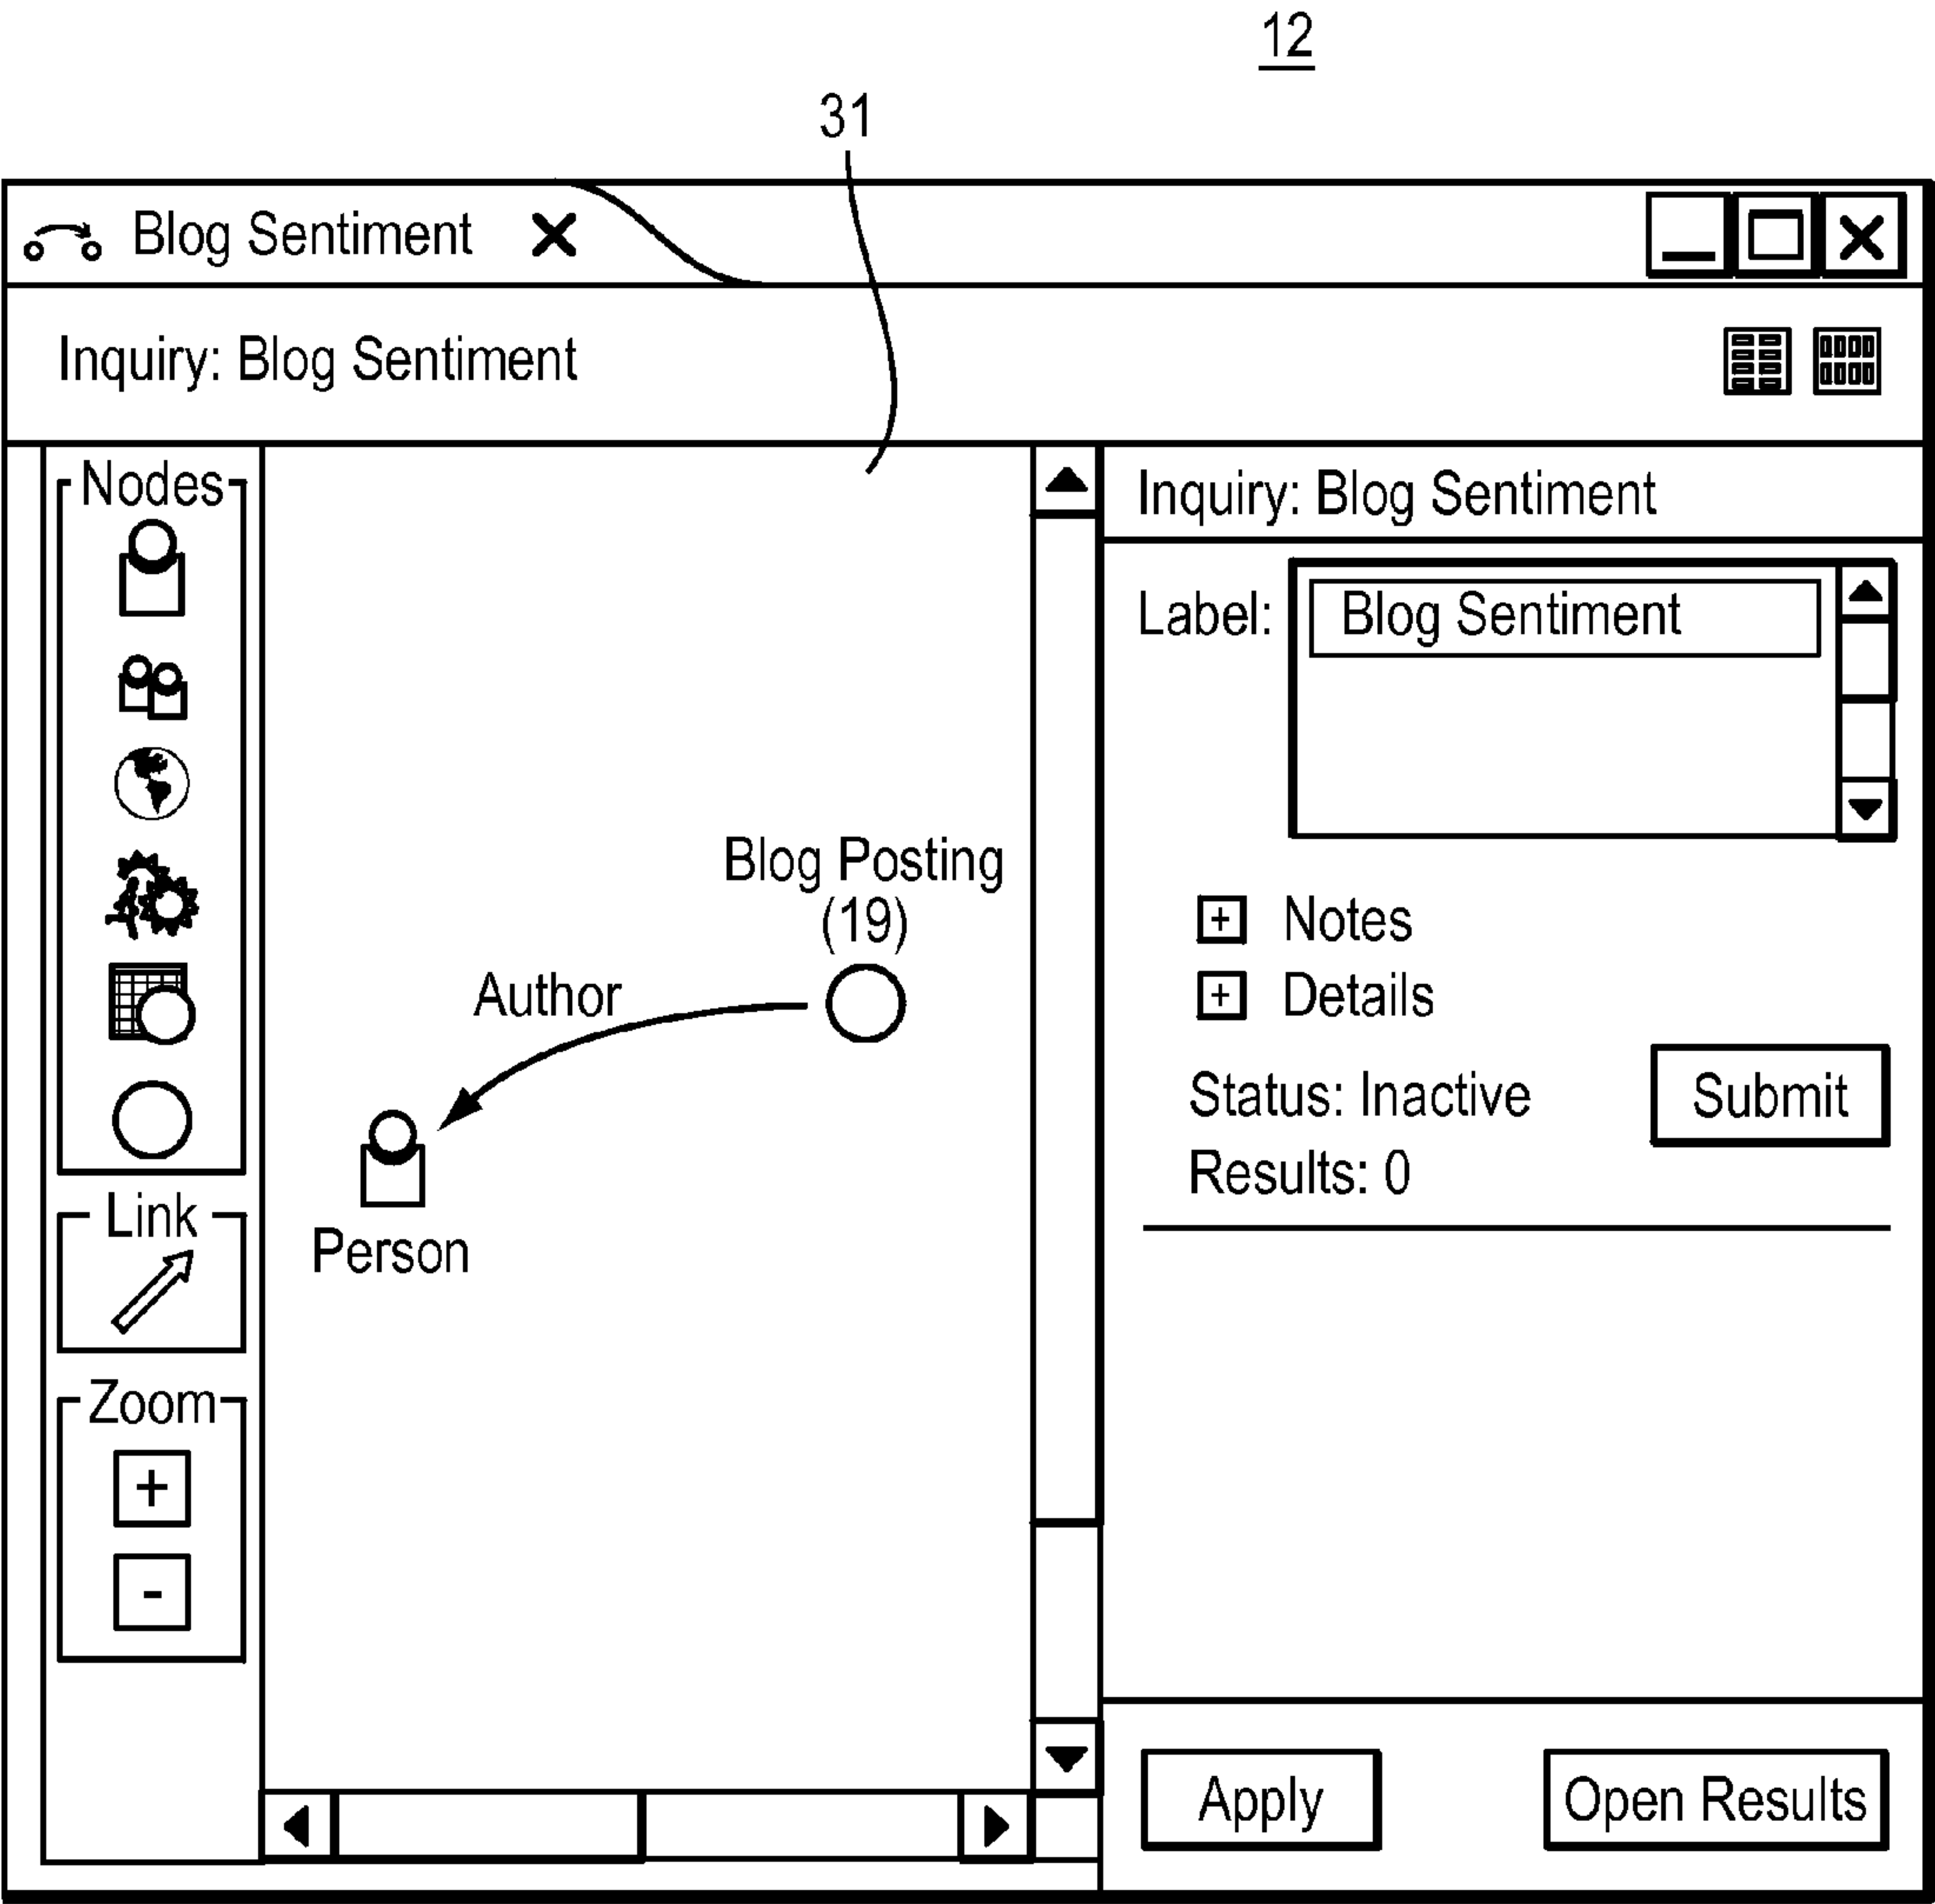 12
31
Blog Sentiment
Inquiry: Blog Sentiment
Nodes
Link
Zoom
+
-
Blog Posting
(19)
Author
Person
Inquiry: Blog Sentiment
Label:
Blog Sentiment
+ Notes
+ Details
Status: Inactive
Submit
Results: 0
Apply
Open Results